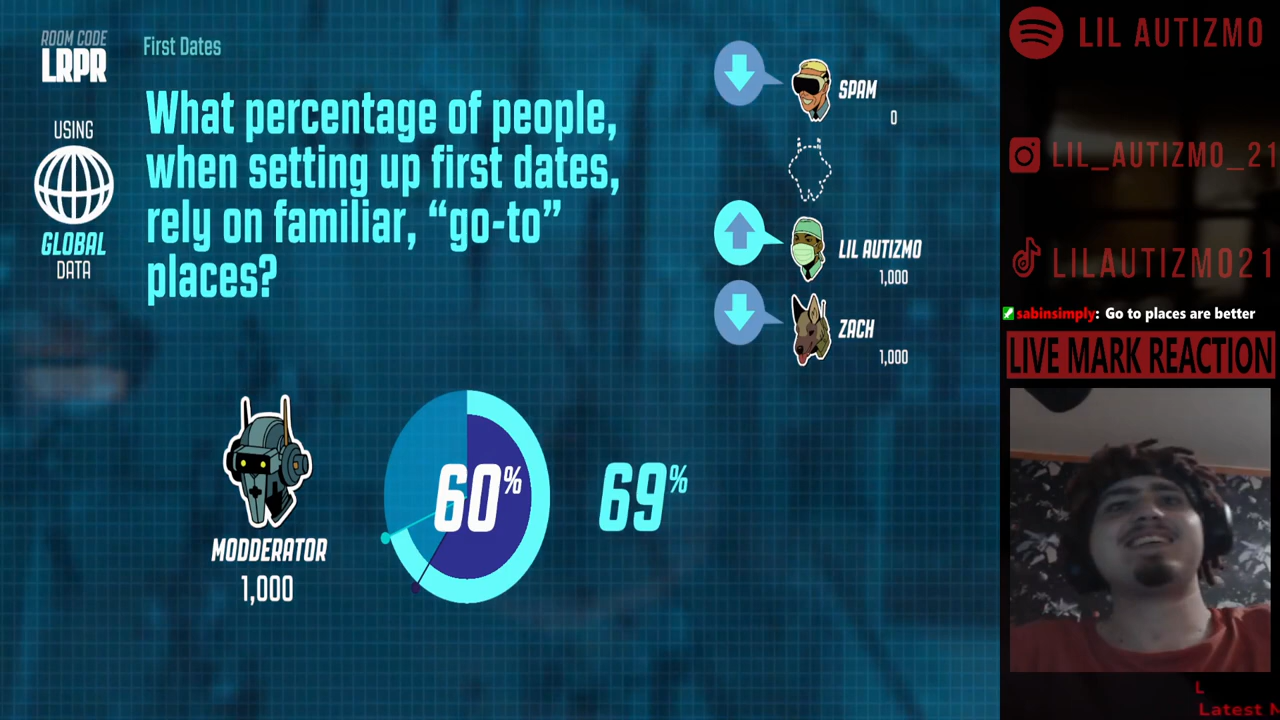 ROOM CODE
LRPR
First Dates
What percentage of people,
when setting up first dates,
rely on familiar, “go-to”
places?
USING
GLOBAL
DATA
SPAM
0
LIL AUTIZMO
1,000
ZACH
1,000
MODDERATOR
1,000
60%
69%
LIL AUTIZMO
LIL_AUTIZMO_21
LILAUTIZMO21
sabinsimply: Go to places are better
LIVE MARK REACTION
L
Latest